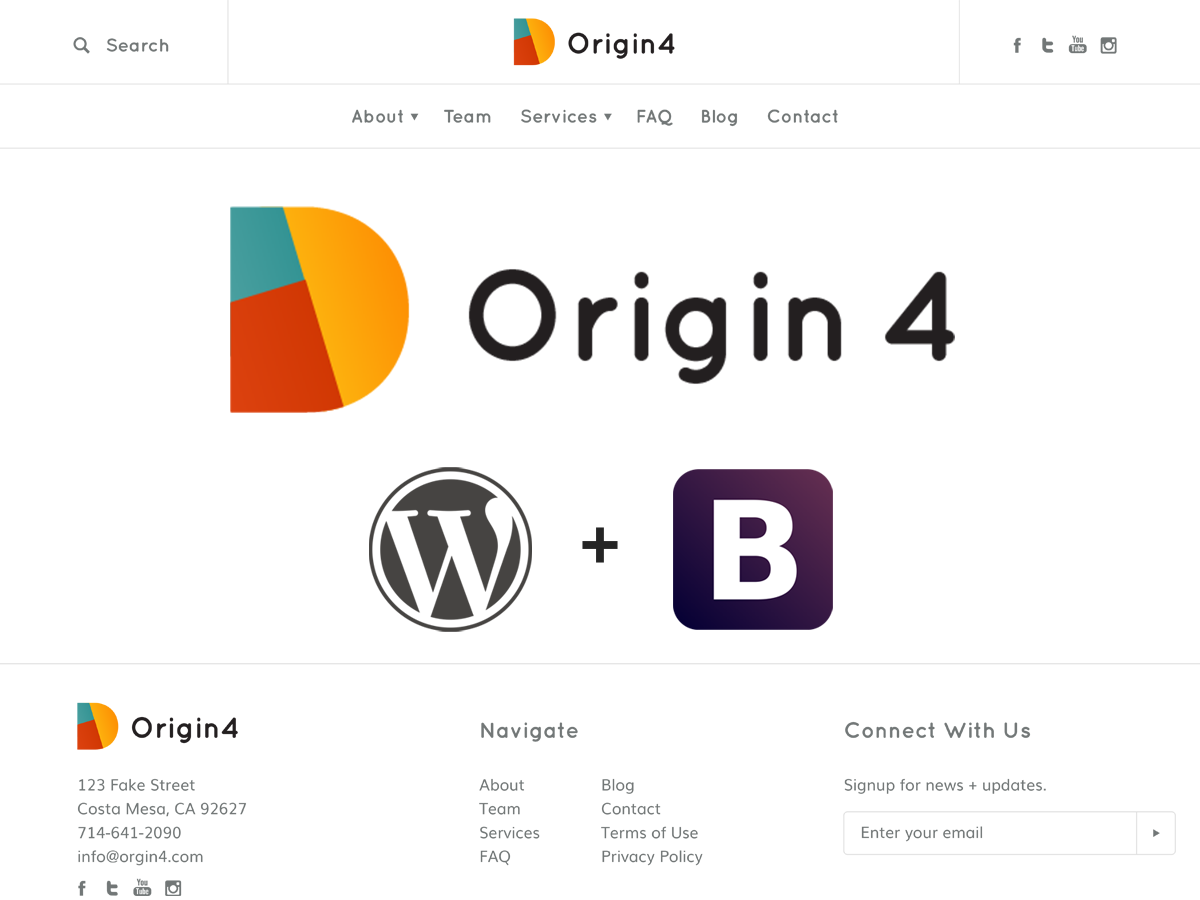 Search
Origin4
About Team Services FAQ Blog Contact
Origin 4
W + B
Origin4
Navigate
Connect With Us
123 Fake Street
Costa Mesa, CA 92627
714-641-2090
info@orgin4.com
About
Team
Services
FAQ
Blog
Contact
Terms of Use
Privacy Policy
Signup for news + updates.
Enter your email